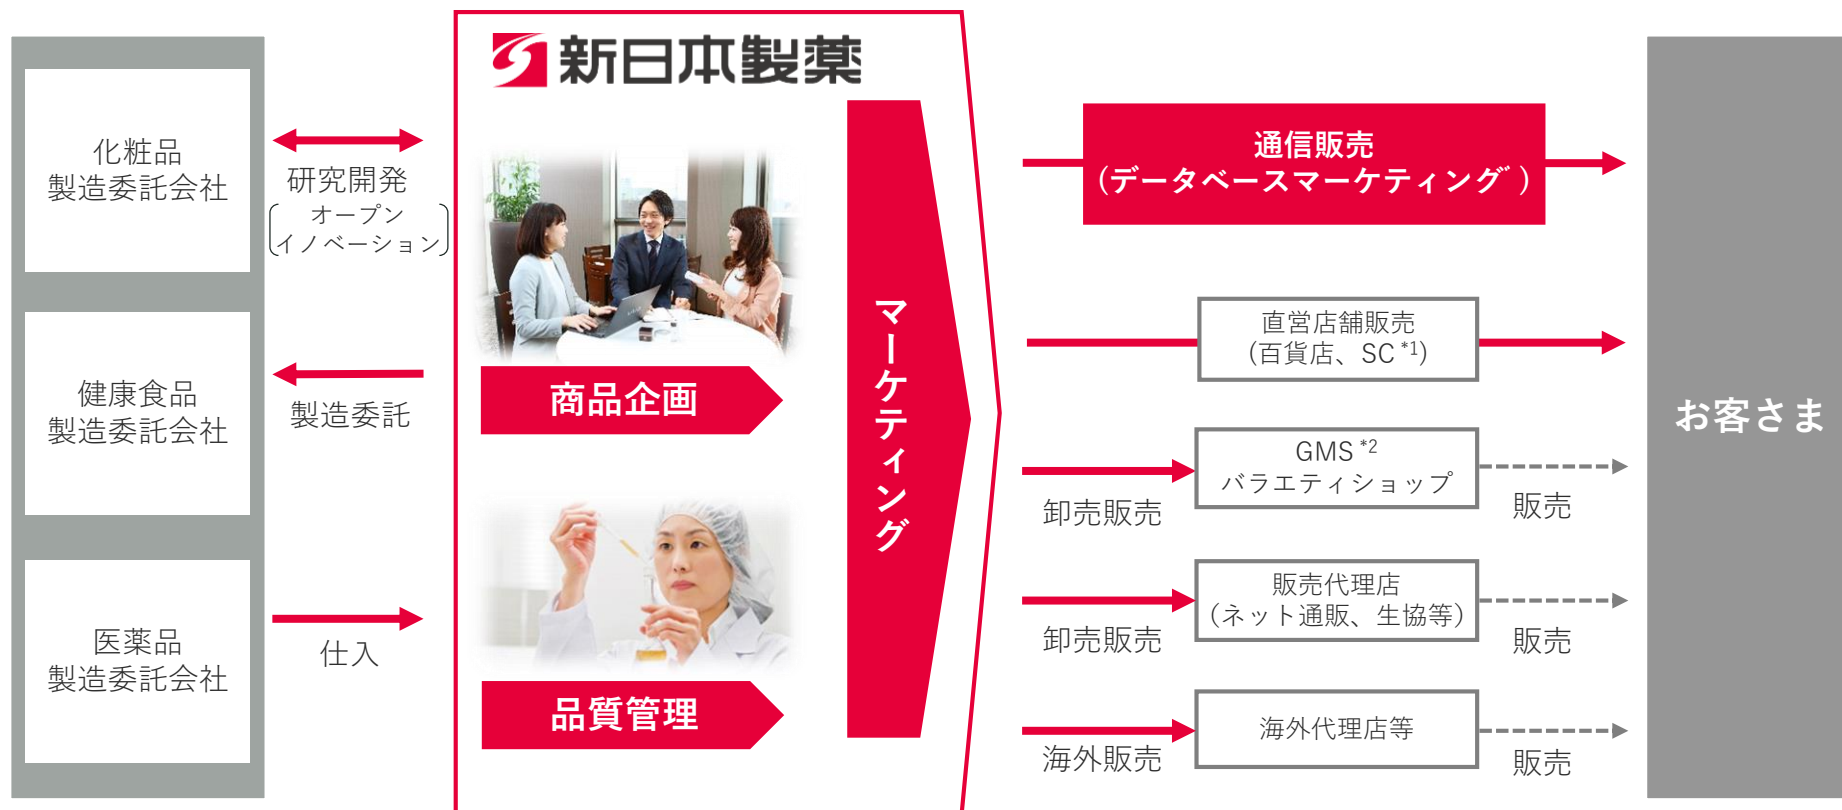 化粧品
製造委託会社
健康食品
製造委託会社
医薬品
製造委託会社
研究開発
オープン
イノベーション
製造委託
仕入
新日本製薬
商品企画
品質管理
マーケティング
通信販売
(データベースマーケティング)
直営店舗販売
(百貨店、SC *1)
卸売販売
GMS *2
バラエティショップ
販売
卸売販売
販売代理店
(ネット通販、生協等)
販売
海外販売
海外代理店等
販売
お客さま